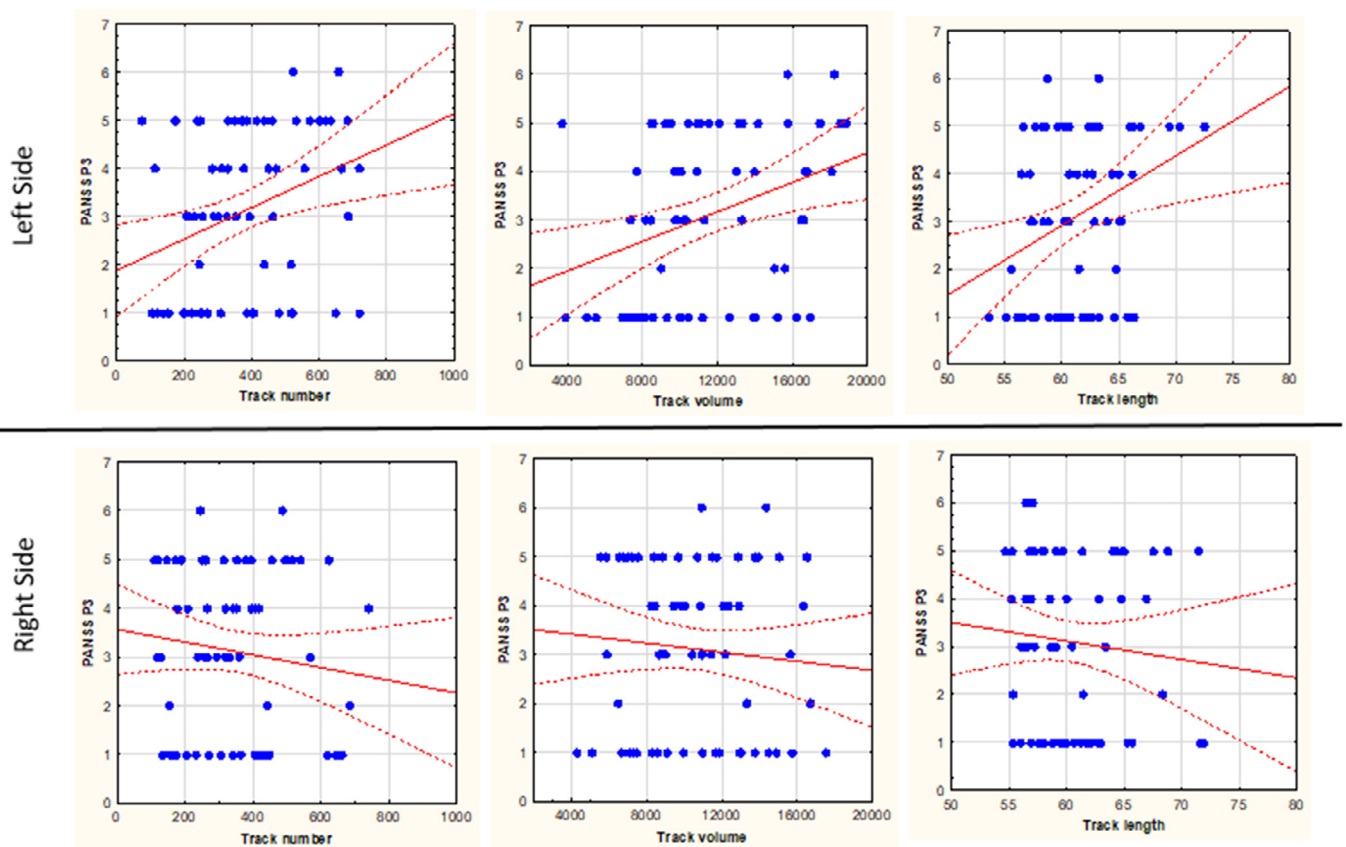 Left Side
PANSS P3
7
6
5
4
3
2
1
0
0 200 400 600 800 1000
Track number
PANSS P3
7
6
5
4
3
2
1
0
4000 8000 12000 16000 20000
Track volume
PANSS P3
7
6
5
4
3
2
1
0
50 55 60 65 70 75 80
Track length
Right Side
PANSS P3
7
6
5
4
3
2
1
0
0 200 400 600 800 1000
Track number
PANSS P3
7
6
5
4
3
2
1
0
4000 8000 12000 16000 20000
Track volume
PANSS P3
7
6
5
4
3
2
1
0
50 55 60 65 70 75 80
Track length